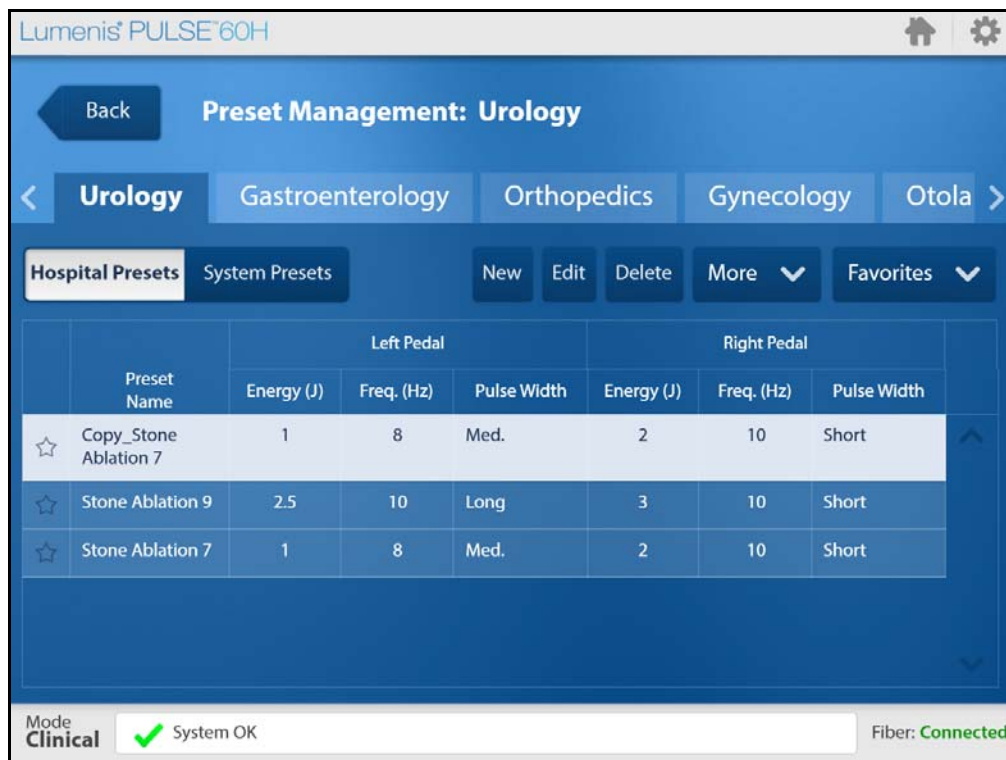 Lumenis® PULSE™ 60H
Back
Preset Management: Urology
Urology Gastroenterology Orthopedics Gynecology Otola
Hospital Presets System Presets New Edit Delete More Favorites
Left Pedal Right Pedal
Preset
Name Energy (J) Freq. (Hz) Pulse Width Energy (J) Freq. (Hz) Pulse Width
Copy_Stone
Ablation 7 1 8 Med. 2 10 Short
Stone Ablation 9 2.5 10 Long 3 10 Short
Stone Ablation 7 1 8 Med. 2 10 Short
Mode
Clinical System OK Fiber: Connected